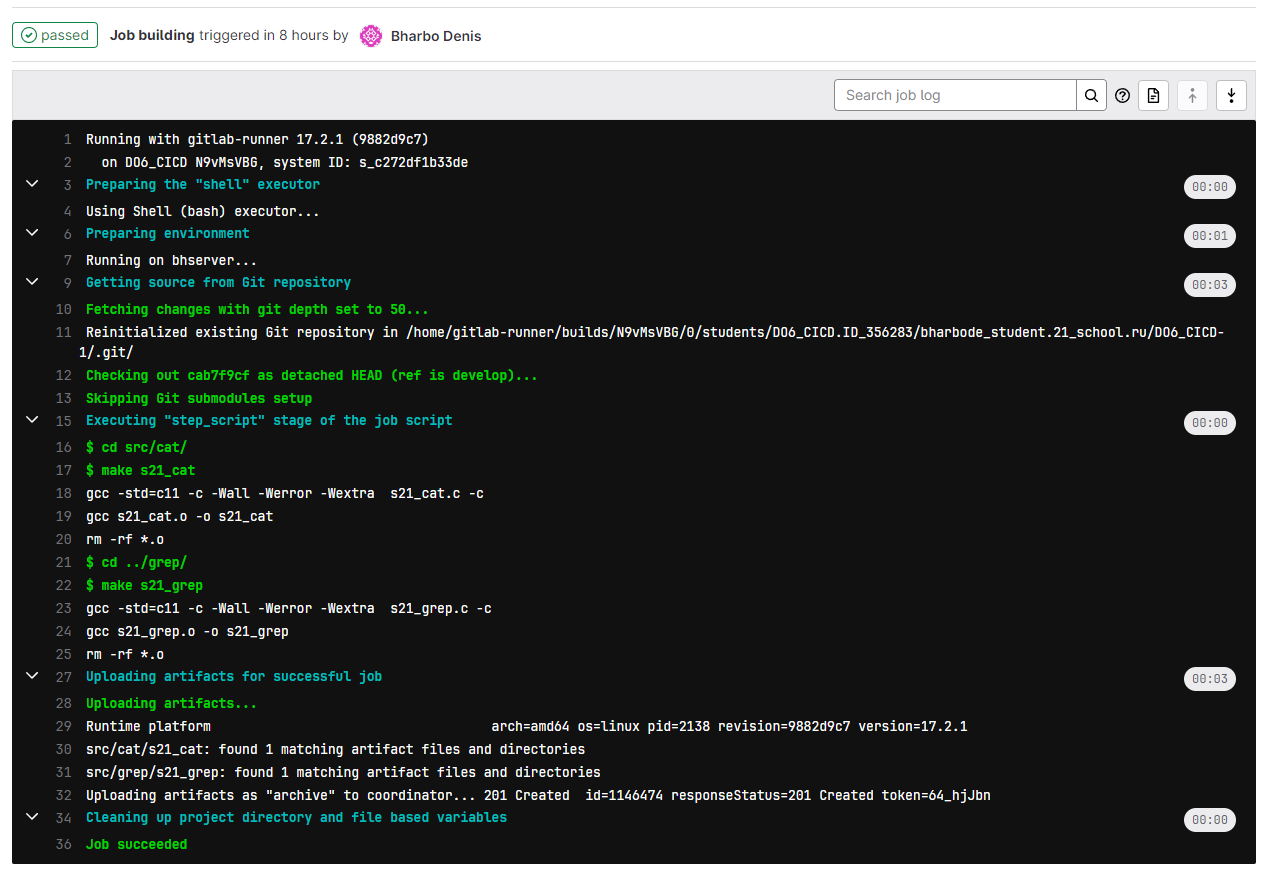 passed Job building triggered in 8 hours by Bharbo Denis
Search job log
1 Running with gitlab-runner 17.2.1 (9882d9c7)
2 on DO6_CICD N9vMsVBG, system ID: s_c272df1b33de
3 Preparing the "shell" executor 00:00
4 Using Shell (bash) executor...
6 Preparing environment 00:01
7 Running on bhserver...
9 Getting source from Git repository 00:03
10 Fetching changes with git depth set to 50...
11 Reinitialized existing Git repository in /home/gitlab-runner/builds/N9vMsVBG/0/students/DO6_CICD.ID_356283/bharbode_student.21_school.ru/DO6_CICD-
1/.git/
12 Checking out cab7f9cf as detached HEAD (ref is develop)...
13 Skipping Git submodules setup
15 Executing "step_script" stage of the job script 00:00
16 $ cd src/cat/
17 $ make s21_cat
18 gcc -std=c11 -c -Wall -Werror -Wextra  s21_cat.c -c
19 gcc s21_cat.o -o s21_cat
20 rm -rf *.o
21 $ cd ../grep/
22 $ make s21_grep
23 gcc -std=c11 -c -Wall -Werror -Wextra  s21_grep.c -c
24 gcc s21_grep.o -o s21_grep
25 rm -rf *.o
27 Uploading artifacts for successful job 00:03
28 Uploading artifacts...
29 Runtime platform arch=amd64 os=linux pid=2138 revision=9882d9c7 version=17.2.1
30 src/cat/s21_cat: found 1 matching artifact files and directories
31 src/grep/s21_grep: found 1 matching artifact files and directories
32 Uploading artifacts as "archive" to coordinator... 201 Created  id=1146474 responseStatus=201 Created token=64_hjJbn
34 Cleaning up project directory and file based variables 00:00
36 Job succeeded